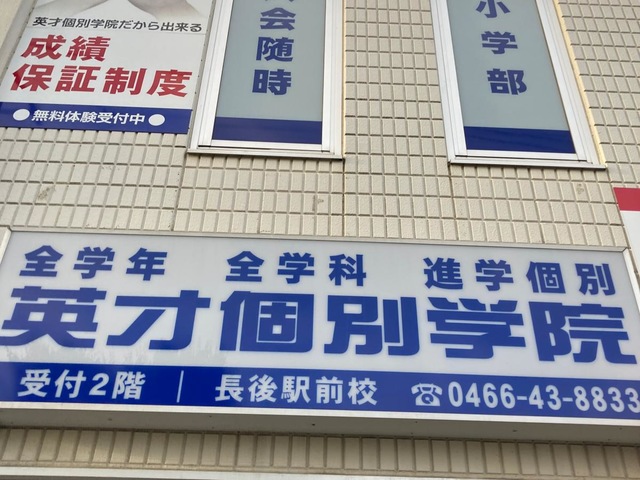 英才個別学院だから出来る
成績
保証制度
●無料体験受付中●
会随時
小学部
全学年 全学科 進学個別
英才個別学院
受付2階 | 長後駅前校 ☎0466-43-8833